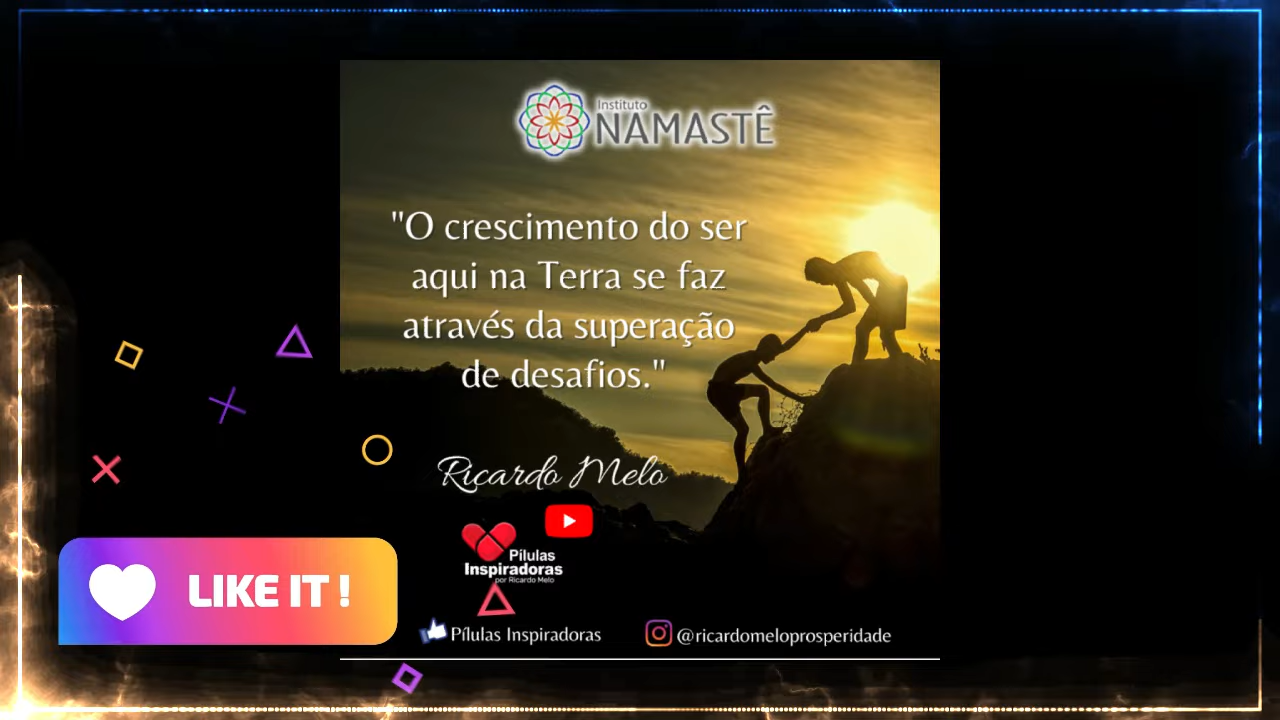 Instituto
NAMASTÊ
"O crescimento do ser
aqui na Terra se faz
através da superação
de desafios."
Ricardo Melo
Pílulas
Inspiradoras
por Ricardo Melo
LIKE IT !
Pílulas Inspiradoras
@ricardomeloprosperidade